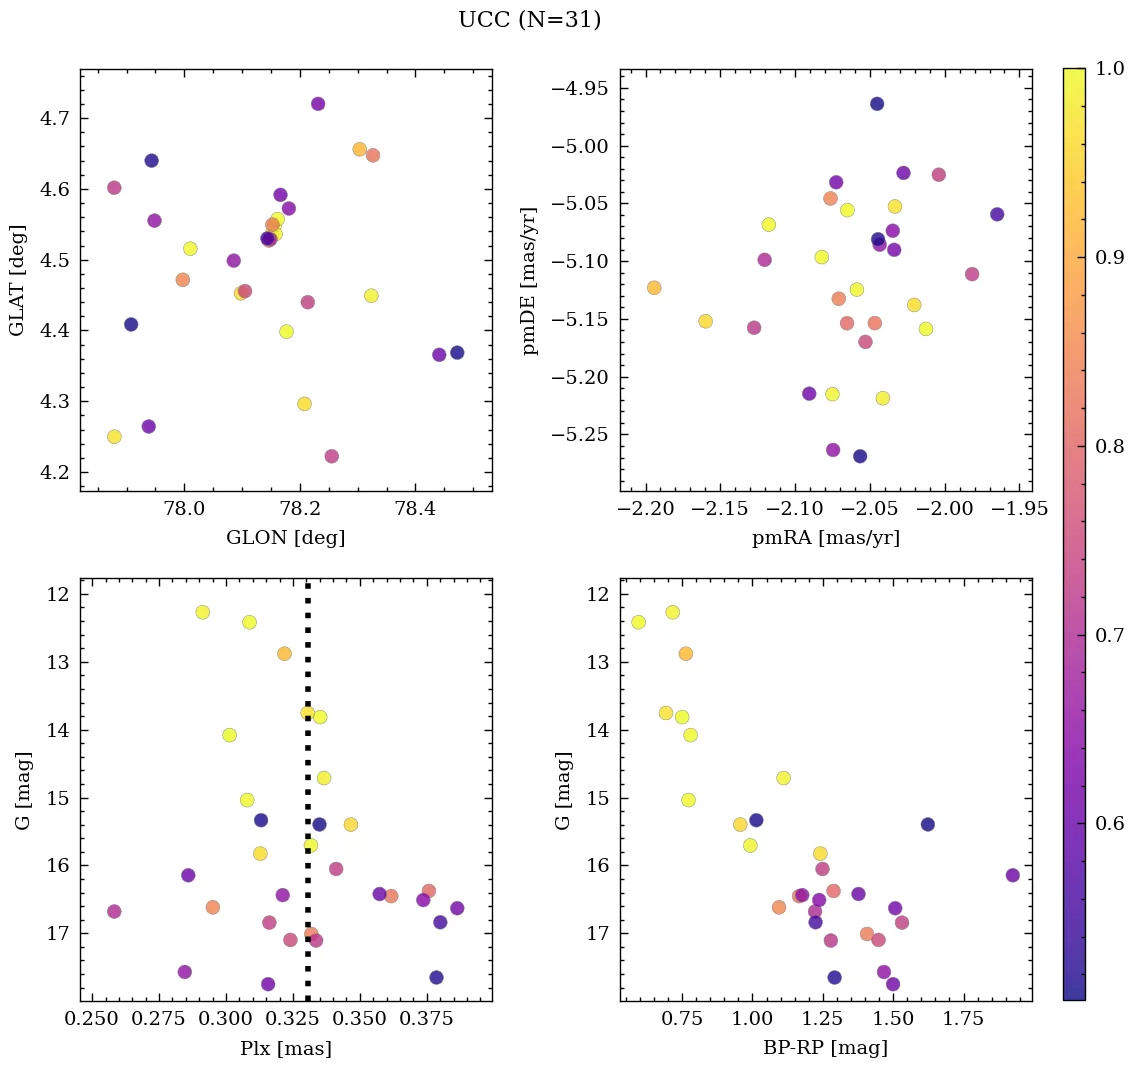 UCC (N=31)
4.7
4.6
4.5
4.4
4.3
4.2
GLAT [deg]
78.0 78.2 78.4
GLON [deg]
−4.95
−5.00
−5.05
−5.10
−5.15
−5.20
−5.25
pmDE [mas/yr]
−2.20 −2.15 −2.10 −2.05 −2.00 −1.95
pmRA [mas/yr]
12
13
14
15
16
17
G [mag]
0.250 0.275 0.300 0.325 0.350 0.375
Plx [mas]
12
13
14
15
16
17
G [mag]
0.75 1.00 1.25 1.50 1.75
BP-RP [mag]
1.0
0.9
0.8
0.7
0.6